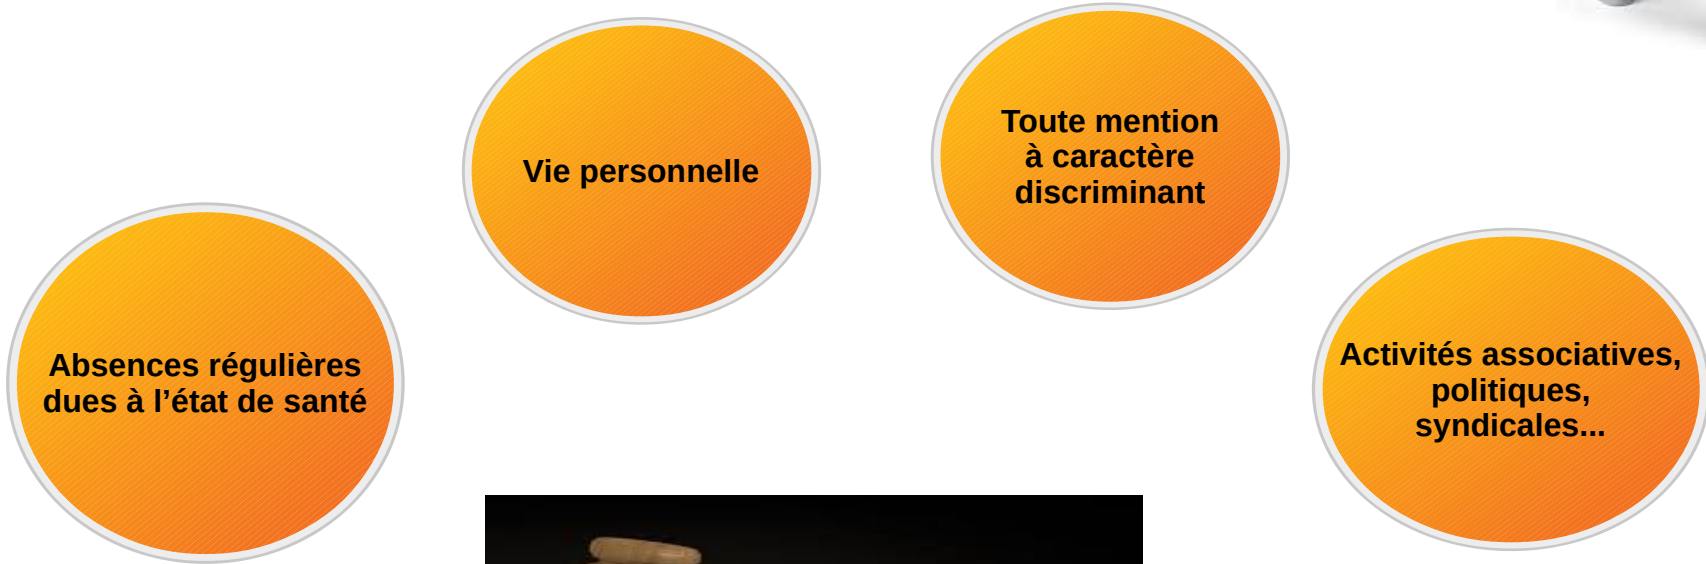 Vie personnelle
Toute mention
à caractère
discriminant
Absences régulières
dues à l’état de santé
Activités associatives,
politiques,
syndicales...